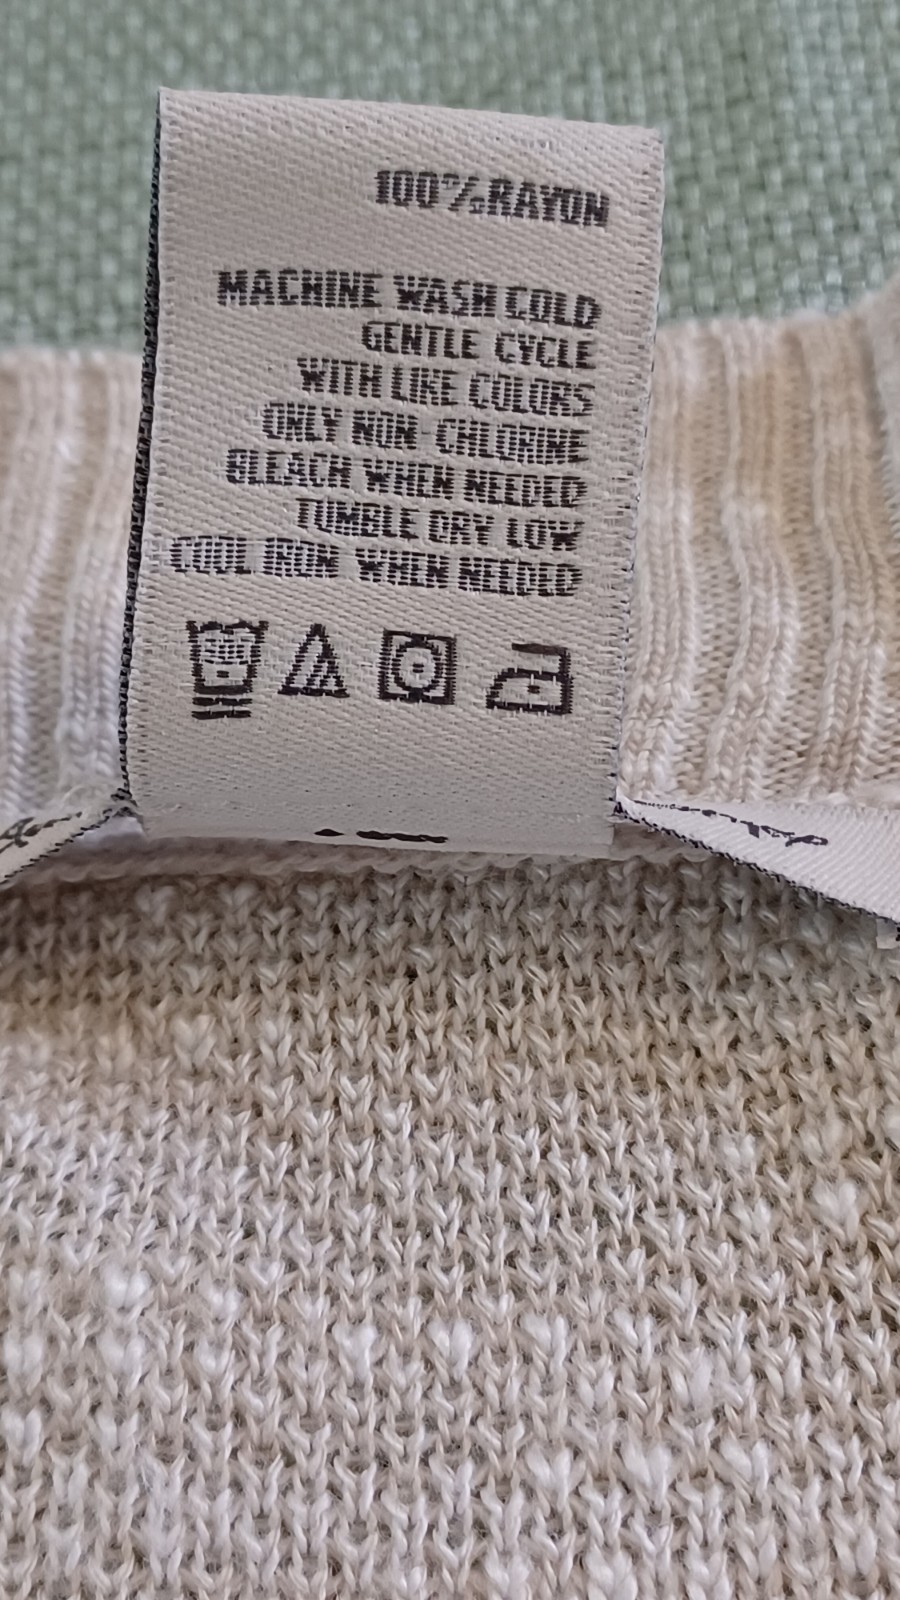 100%RAYON
MACHINE WASH COLD
GENTLE CYCLE
WITH LIKE COLORS
ONLY NON-CHLORINE
BLEACH WHEN NEEDED
TUMBLE DRY LOW
COOL IRON WHEN NEEDED